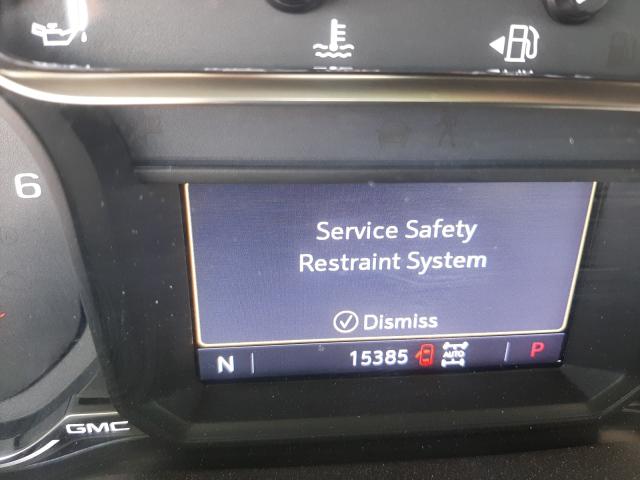 6
Service Safety
Restraint System
Dismiss
N 15385 AUTO P
GMC